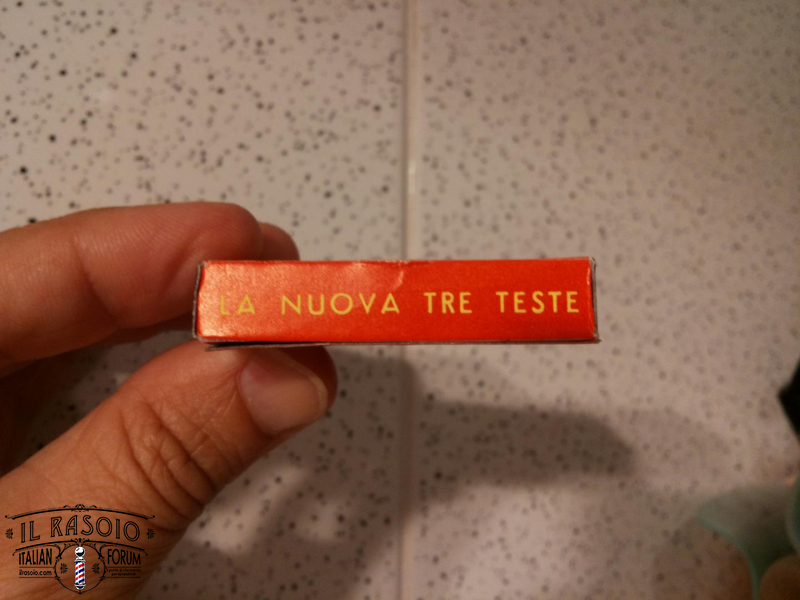 LA NUOVA TRE TESTE
IL RASOIO
ITALIAN FORUM
ilrasoio.com